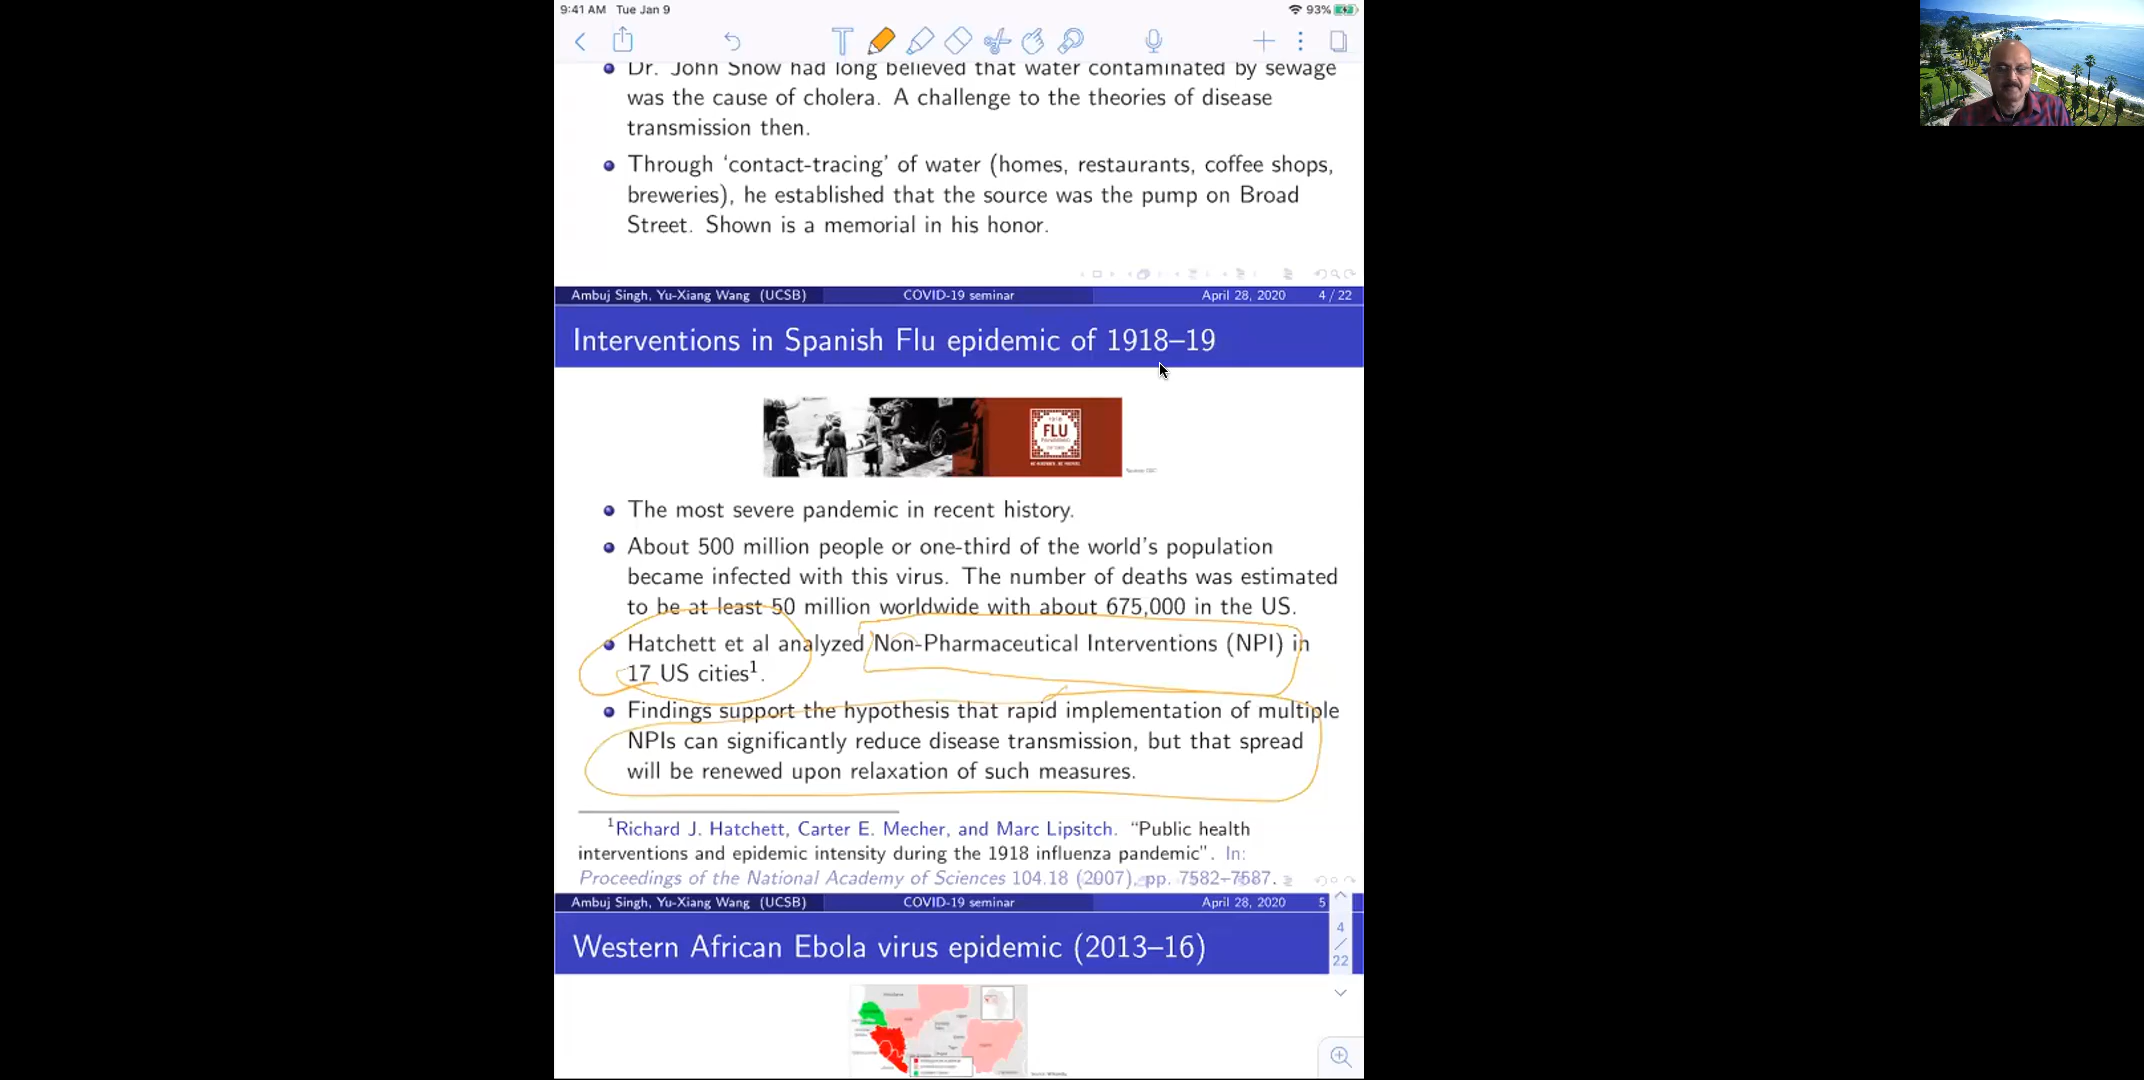 9:41 AM Tue Jan 9
93%
Dr. John Snow had long believed that water contaminated by sewage
was the cause of cholera. A challenge to the theories of disease
transmission then.
Through ‘contact-tracing’ of water (homes, restaurants, coffee shops,
breweries), he established that the source was the pump on Broad
Street. Shown is a memorial in his honor.
Ambuj Singh, Yu-Xiang Wang (UCSB) COVID-19 seminar April 28, 2020 4 / 22
Interventions in Spanish Flu epidemic of 1918–19
FLU
The most severe pandemic in recent history.
About 500 million people or one-third of the world’s population
became infected with this virus. The number of deaths was estimated
to be at least 50 million worldwide with about 675,000 in the US.
Hatchett et al analyzed Non-Pharmaceutical Interventions (NPI) in
17 US cities¹.
Findings support the hypothesis that rapid implementation of multiple
NPIs can significantly reduce disease transmission, but that spread
will be renewed upon relaxation of such measures.
¹Richard J. Hatchett, Carter E. Mecher, and Marc Lipsitch. “Public health
interventions and epidemic intensity during the 1918 influenza pandemic”. In:
Proceedings of the National Academy of Sciences 104.18 (2007), pp. 7582–7587.
Ambuj Singh, Yu-Xiang Wang (UCSB) COVID-19 seminar April 28, 2020 5
4
/
22
Western African Ebola virus epidemic (2013–16)